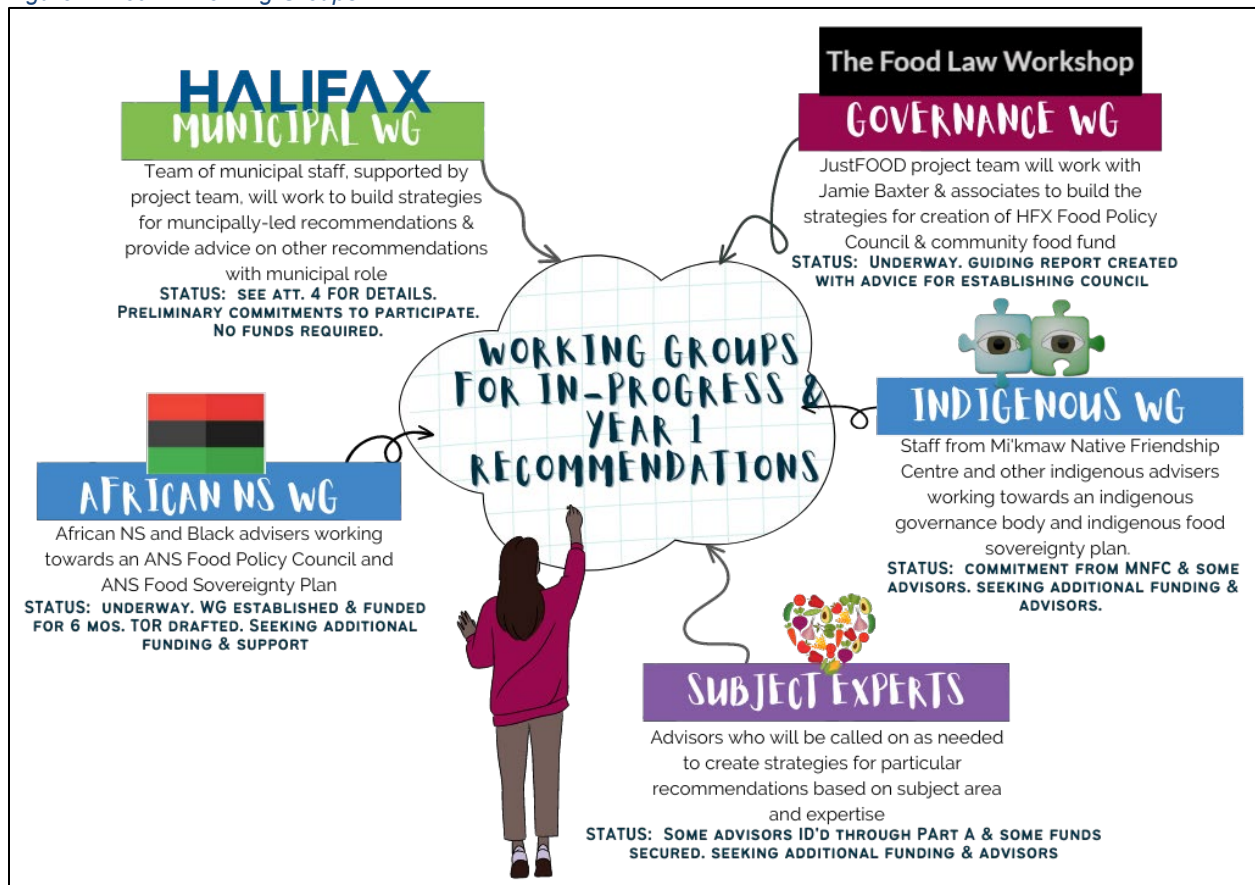 HALIFAX
MUNICIPAL WG
Team of municipal staff, supported by
project team, will work to build strategies
for muncipally-led recommendations &
provide advice on other recommendations
with municipal role
STATUS: SEE ATT. 4 FOR DETAILS.
PRELIMINARY COMMITMENTS TO PARTICIPATE.
NO FUNDS REQUIRED.
The Food Law Workshop
GOVERNANCE WG
JustFOOD project team will work with
Jamie Baxter & associates to build the
strategies for creation of HFX Food Policy
Council & community food fund
STATUS: UNDERWAY. GUIDING REPORT CREATED
WITH ADVICE FOR ESTABLISHING COUNCIL
WORKING GROUPS
FOR IN-PROGRESS &
YEAR 1
RECOMMENDATIONS
AFRICAN NS WG
African NS and Black advisers working
towards an ANS Food Policy Council and
ANS Food Sovereignty Plan
STATUS: UNDERWAY. WG ESTABLISHED & FUNDED
FOR 6 MOS. TOR DRAFTED. SEEKING ADDITIONAL
FUNDING & SUPPORT
INDIGENOUS WG
Staff from Mi'kmaw Native Friendship
Centre and other indigenous advisers
working towards an indigenous
governance body and indigenous food
sovereignty plan.
STATUS: COMMITMENT FROM MNFC & SOME
ADVISORS. SEEKING ADDITIONAL FUNDING &
ADVISORS.
SUBJECT EXPERTS
Advisors who will be called on as needed
to create strategies for particular
recommendations based on subject area
and expertise
STATUS: SOME ADVISORS ID'D THROUGH PART A & SOME FUNDS
SECURED. SEEKING ADDITIONAL FUNDING & ADVISORS